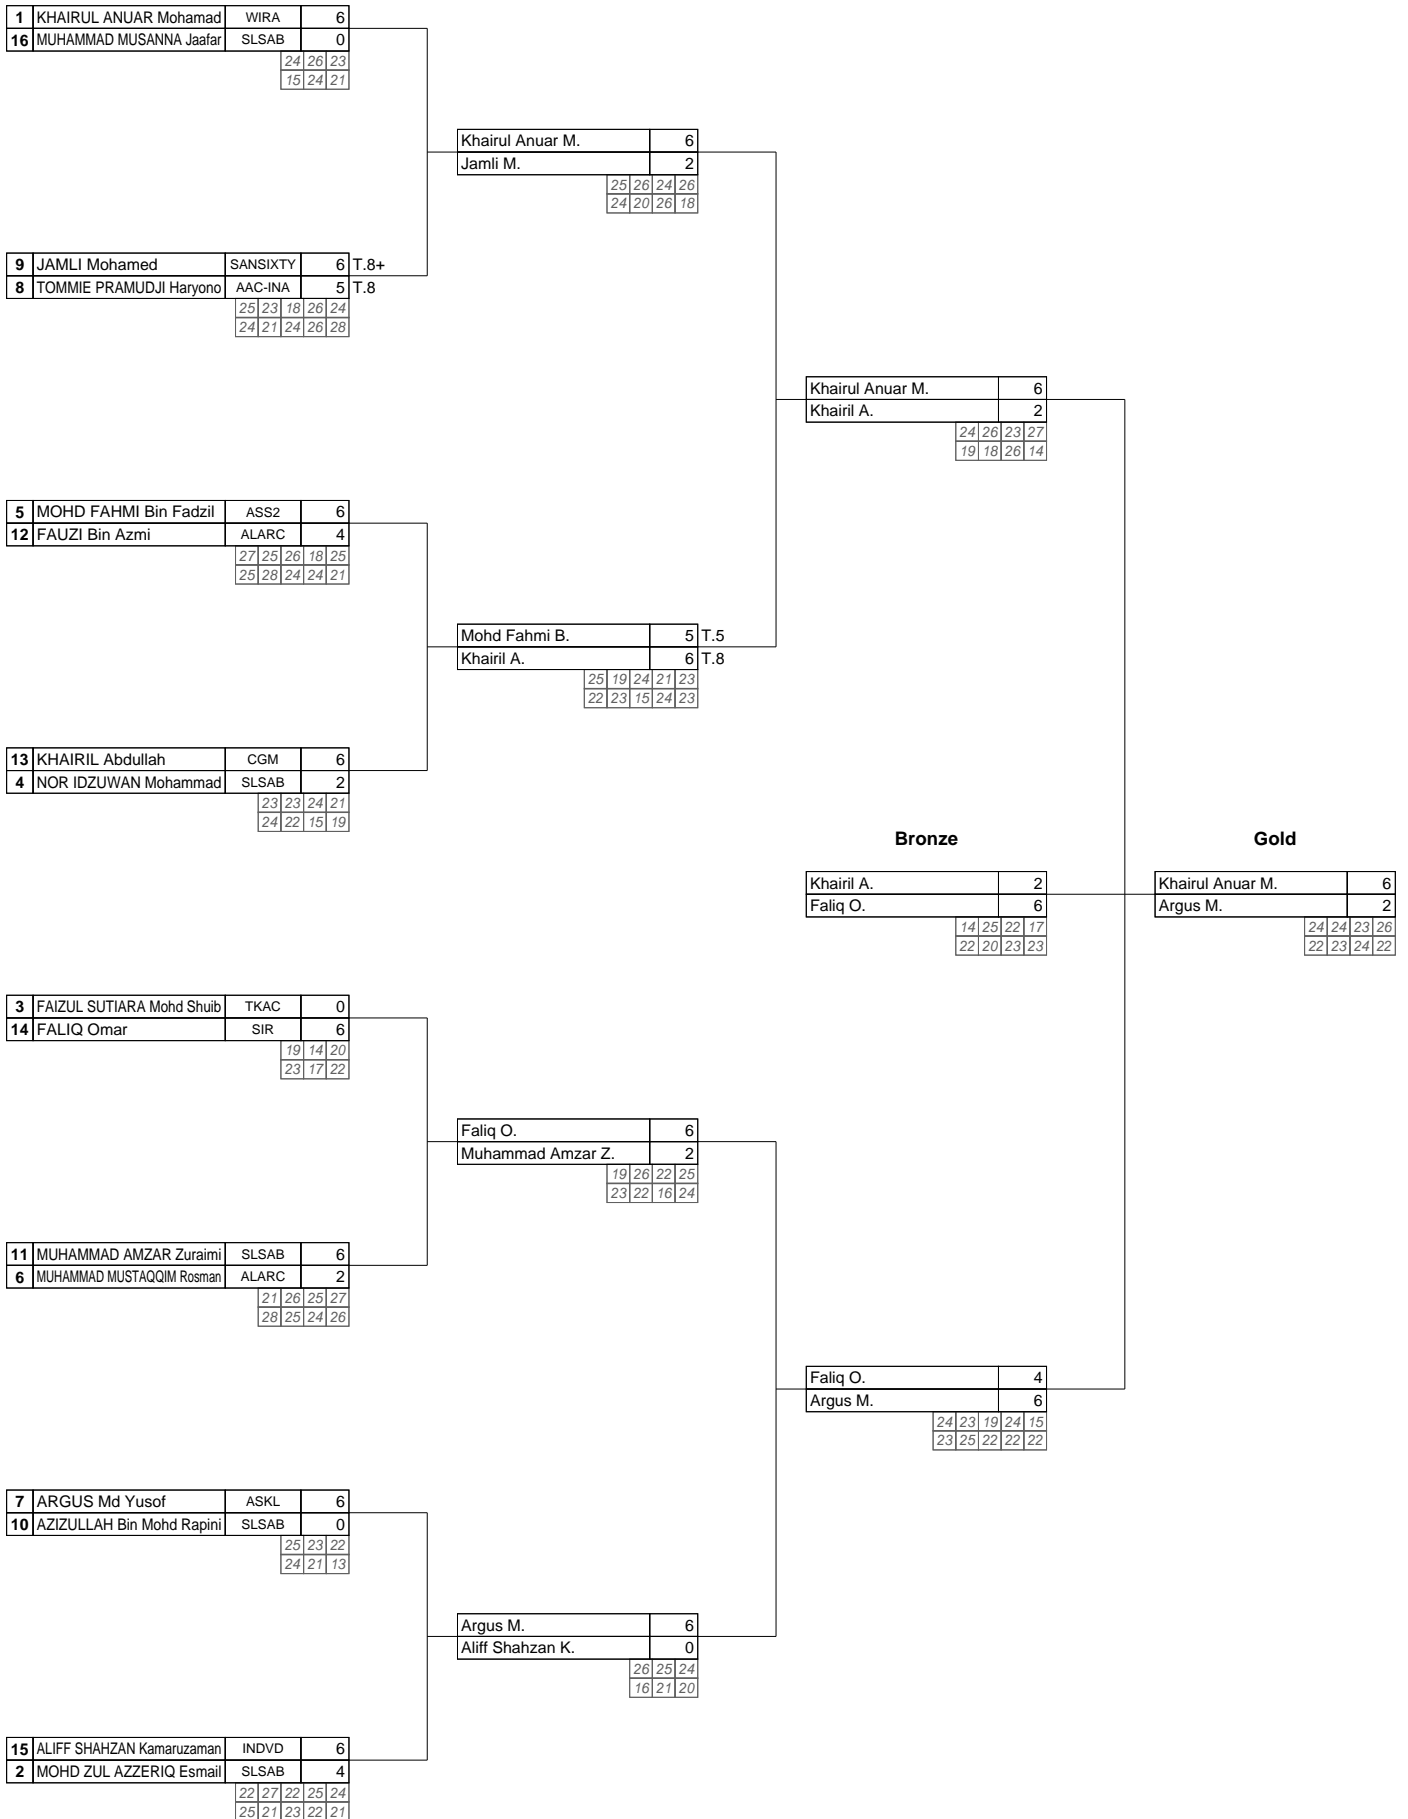 1 KHAIRUL ANUAR Mohamad WIRA 6
16 MUHAMMAD MUSANNA Jaafar SLSAB 0
24 26 23
15 24 21
Khairul Anuar M. 6
Jamli M. 2
25 26 24 26
24 20 26 18
9 JAMLI Mohamed SANSIXTY 6 T.8+
8 TOMMIE PRAMUDJI Haryono AAC-INA 5 T.8
25 23 18 26 24
24 21 24 26 28
Khairul Anuar M. 6
Khairil A. 2
24 26 23 27
19 18 26 14
5 MOHD FAHMI Bin Fadzil ASS2 6
12 FAUZI Bin Azmi ALARC 4
27 25 26 18 25
25 28 24 24 21
Mohd Fahmi B. 5 T.5
Khairil A. 6 T.8
25 19 24 21 23
22 23 15 24 23
13 KHAIRIL Abdullah CGM 6
4 NOR IDZUWAN Mohammad SLSAB 2
23 23 24 21
24 22 15 19
Bronze Gold
Khairil A. 2 Khairul Anuar M. 6
Faliq O. 6 Argus M. 2
14 25 22 17 24 24 23 26
22 20 23 23 22 23 24 22
3 FAIZUL SUTIARA Mohd Shuib TKAC 0
14 FALIQ Omar SIR 6
19 14 20
23 17 22
Faliq O. 6
Muhammad Amzar Z. 2
19 26 22 25
23 22 16 24
11 MUHAMMAD AMZAR Zuraimi SLSAB 6
6 MUHAMMAD MUSTAQQIM Rosman ALARC 2
21 26 25 27
28 25 24 26
Faliq O. 4
Argus M. 6
24 23 19 24 15
23 25 22 22 22
7 ARGUS Md Yusof ASKL 6
10 AZIZULLAH Bin Mohd Rapini SLSAB 0
25 23 22
24 21 13
Argus M. 6
Aliff Shahzan K. 0
26 25 24
16 21 20
15 ALIFF SHAHZAN Kamaruzaman INDVD 6
2 MOHD ZUL AZZERIQ Esmail SLSAB 4
22 27 22 25 24
25 21 23 22 21